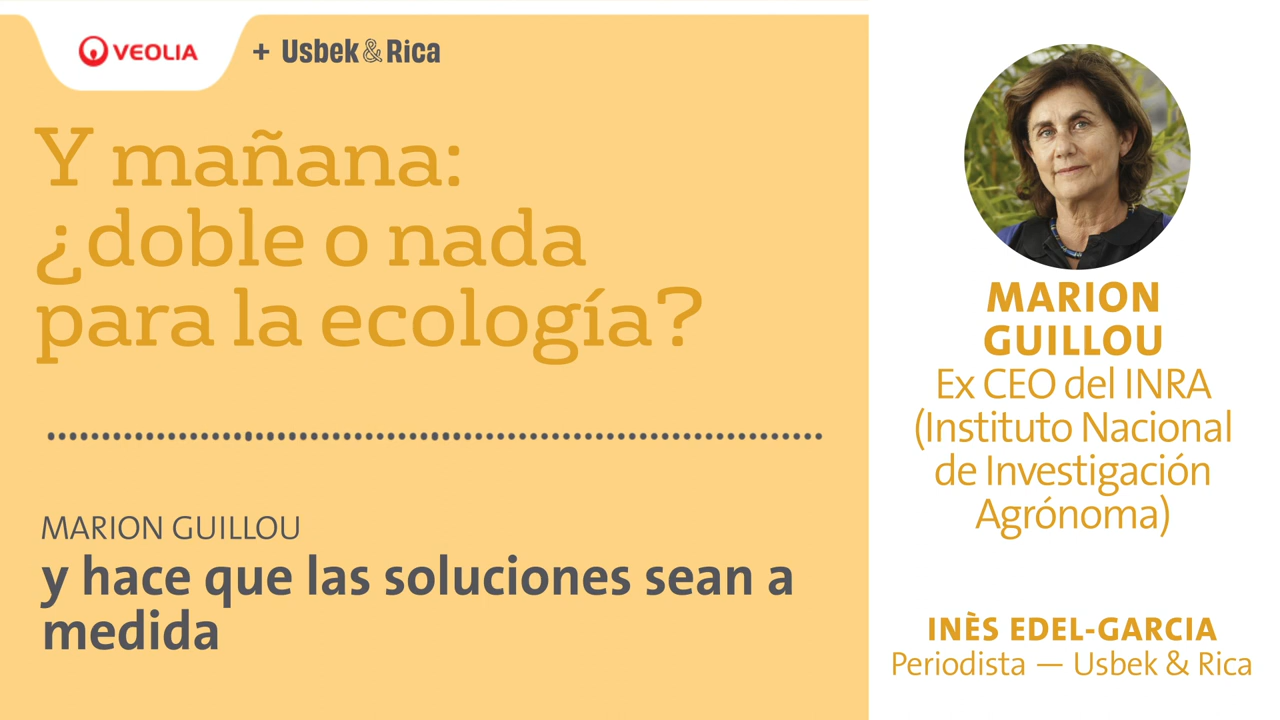 VEOLIA + Usbek&Rica
Y mañana:
¿doble o nada
para la ecología?
MARION GUILLOU
y hace que las soluciones sean a
medida
MARION
GUILLOU
Ex CEO del INRA
(Instituto Nacional
de Investigación
Agrónoma)
INÈS EDEL-GARCIA
Periodista — Usbek & Rica